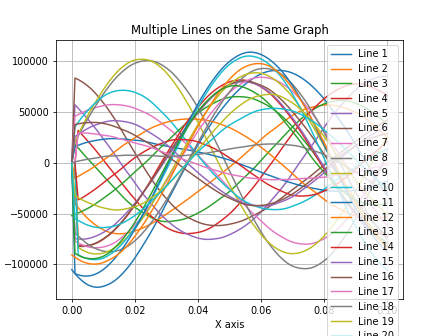 Multiple Lines on the Same Graph
100000
50000
0
−50000
−100000
0.00
0.02
0.04
0.06
X axis
Line 1
Line 2
Line 3
Line 4
Line 5
Line 6
Line 7
Line 8
Line 9
Line 10
Line 11
Line 12
Line 13
Line 14
Line 15
Line 16
Line 17
Line 18
Line 19
Line 20